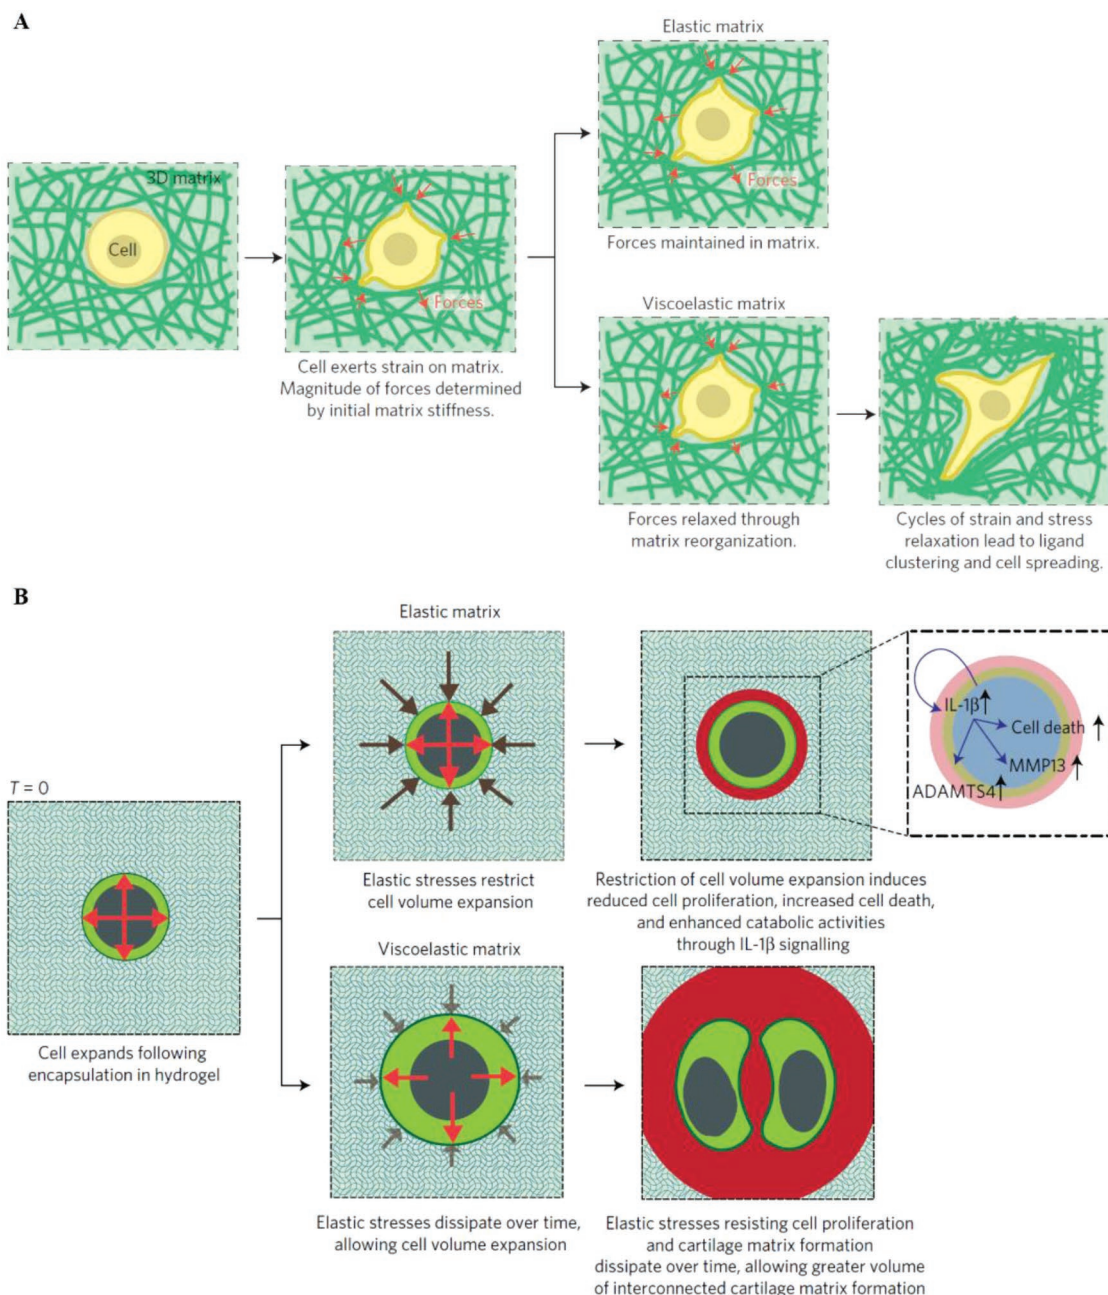 A
Elastic matrix
3D matrix
Cell
Forces
Cell exerts strain on matrix.
Magnitude of forces determined
by initial matrix stiffness.
Forces
Forces maintained in matrix.
Viscoelastic matrix
Forces relaxed through
matrix reorganization.
Cycles of strain and stress
relaxation lead to ligand
clustering and cell spreading.
B
T = 0
Cell expands following
encapsulation in hydrogel
Elastic matrix
Elastic stresses restrict
cell volume expansion
IL-1β
Cell death
MMP13
ADAMTS4
Restriction of cell volume expansion induces
reduced cell proliferation, increased cell death,
and enhanced catabolic activities
through IL-1β signalling
Viscoelastic matrix
Elastic stresses dissipate over time,
allowing cell volume expansion
Elastic stresses resisting cell proliferation
and cartilage matrix formation
dissipate over time, allowing greater volume
of interconnected cartilage matrix formation